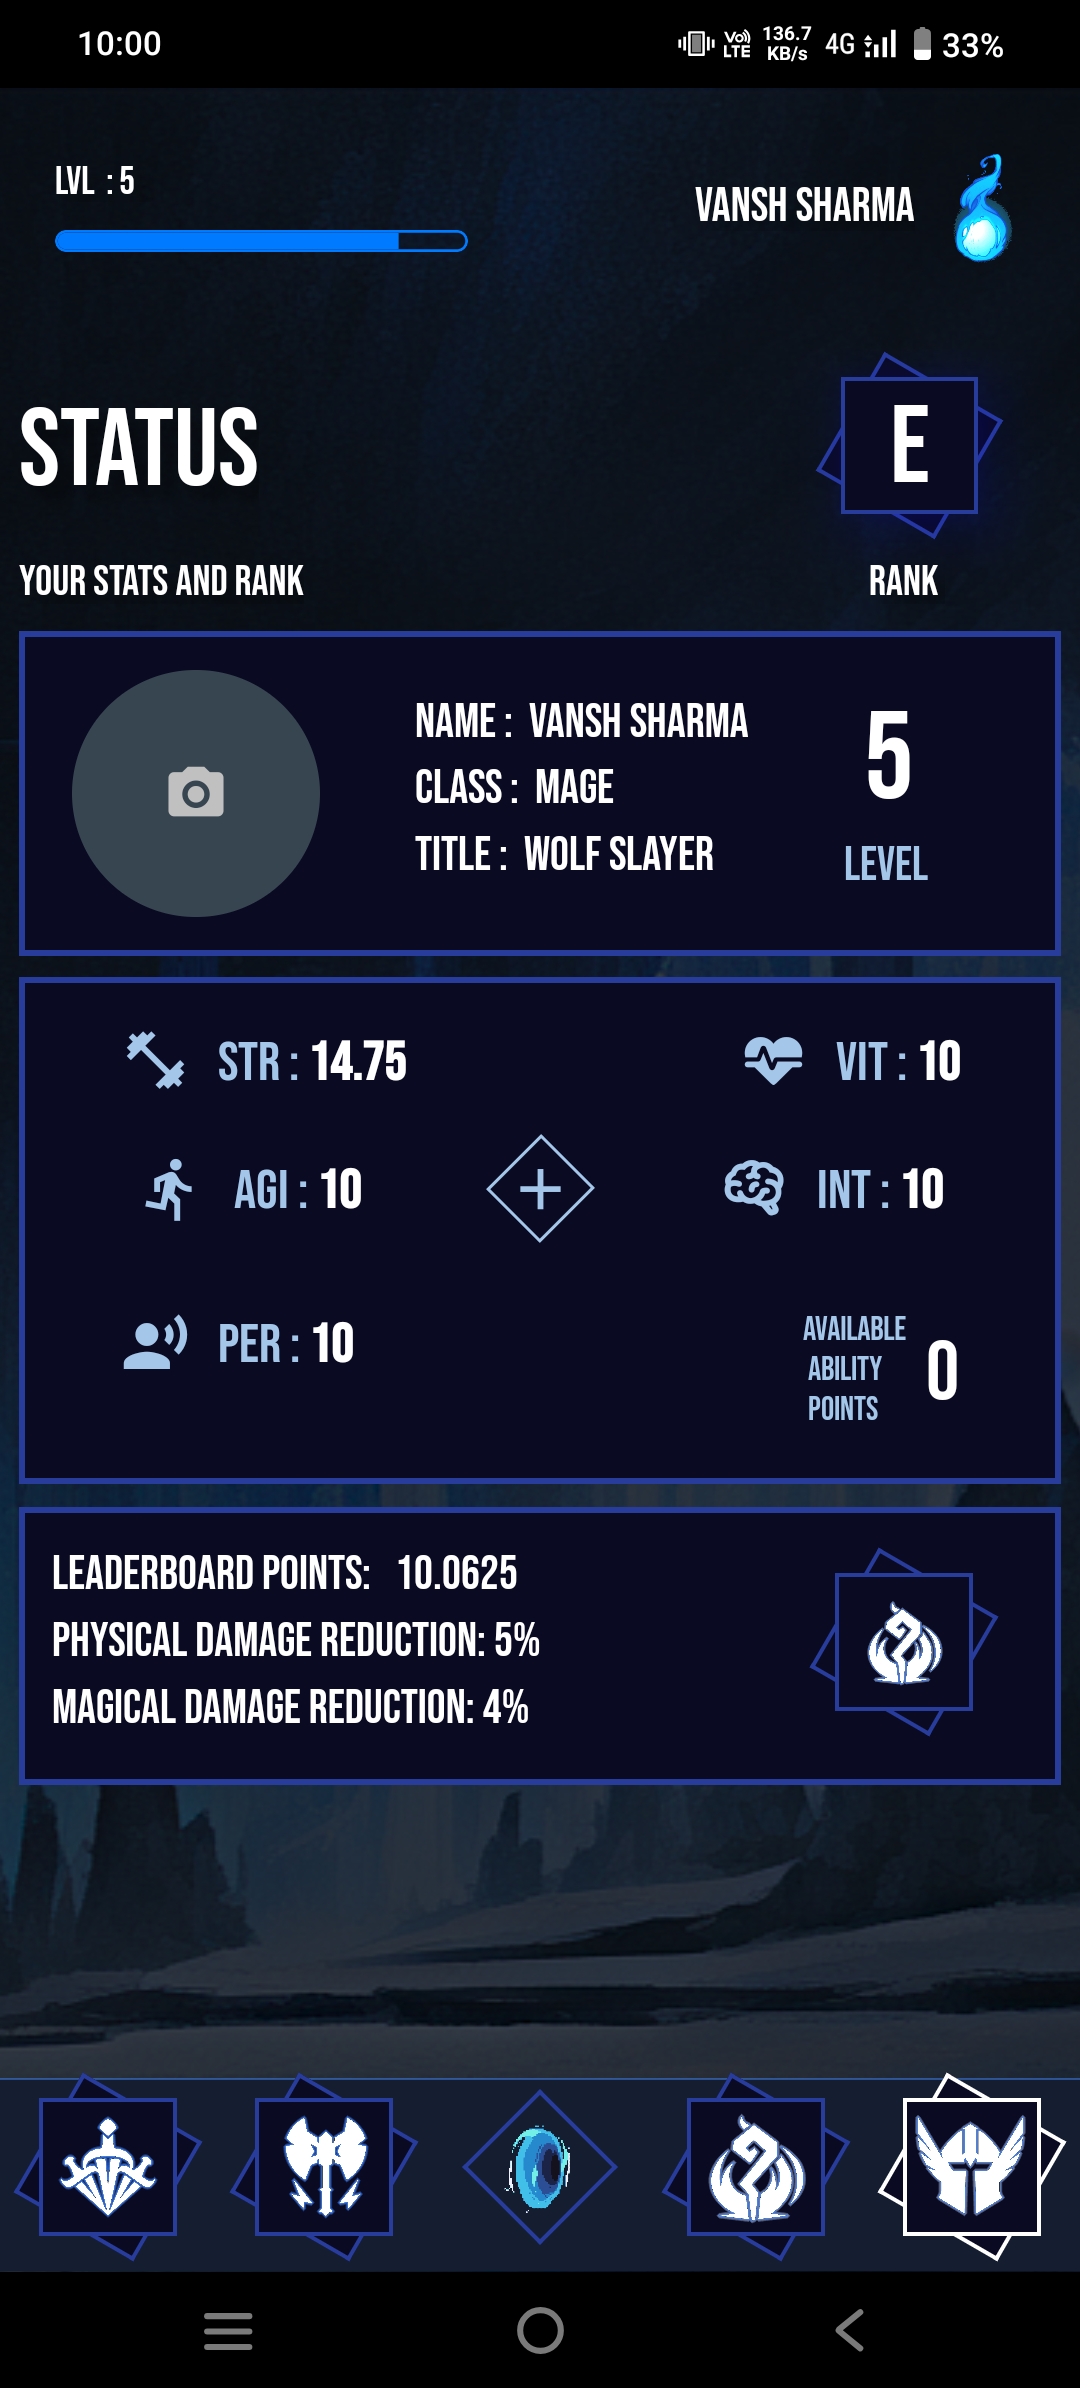 10:00
Vo)) LTE 136.7 KB/s 4G 33%
LVL : 5
VANSH SHARMA
STATUS
E
YOUR STATS AND RANK
RANK
NAME : VANSH SHARMA
CLASS : MAGE
TITLE : WOLF SLAYER
5
LEVEL
STR : 14.75
VIT : 10
AGI : 10
INT : 10
PER : 10
AVAILABLE
ABILITY
POINTS
0
LEADERBOARD POINTS: 10.0625
PHYSICAL DAMAGE REDUCTION: 5%
MAGICAL DAMAGE REDUCTION: 4%